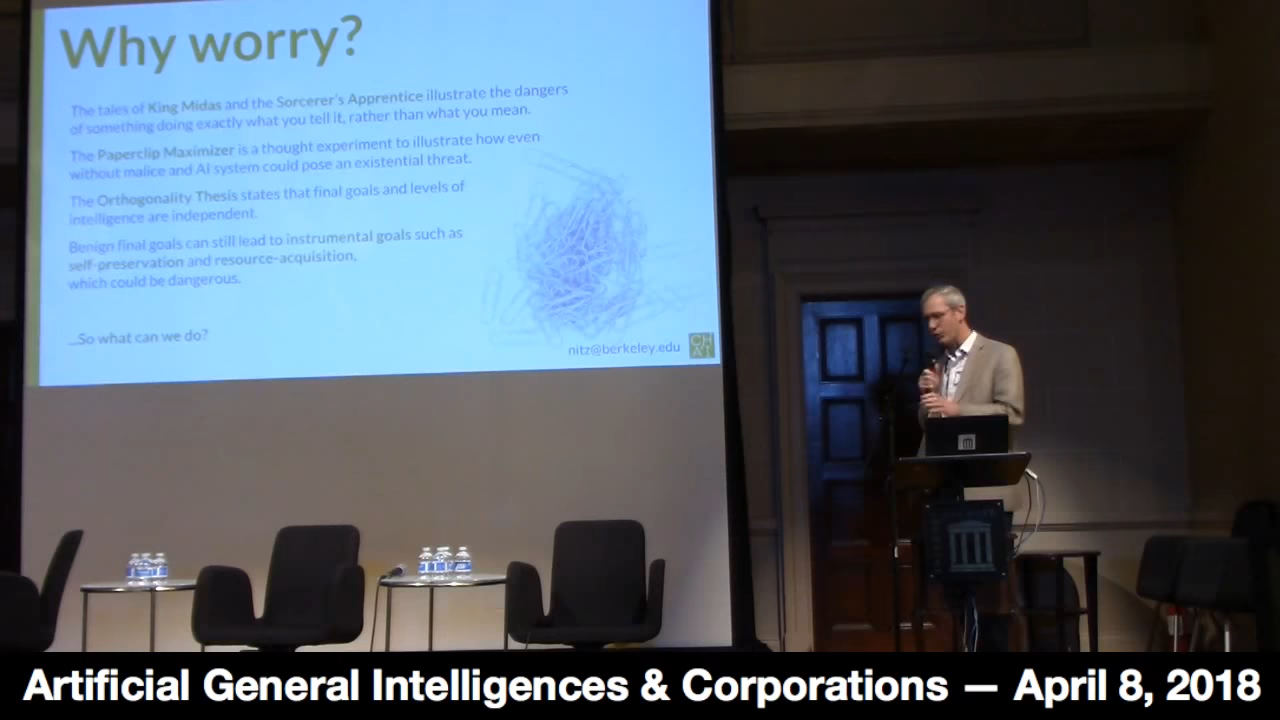 Why worry?
The tales of King Midas and the Sorcerer's Apprentice illustrate the dangers
of something doing exactly what you tell it, rather than what you mean.
The Paperclip Maximizer is a thought experiment to illustrate how even
without malice and AI system could pose an existential threat.
The Orthogonality Thesis states that final goals and levels of
intelligence are independent.
Benign final goals can still lead to instrumental goals such as
self-preservation and resource-acquisition,
which could be dangerous.
...So what can we do?
nitz@berkeley.edu
CH
AI
Artificial General Intelligences & Corporations — April 8, 2018